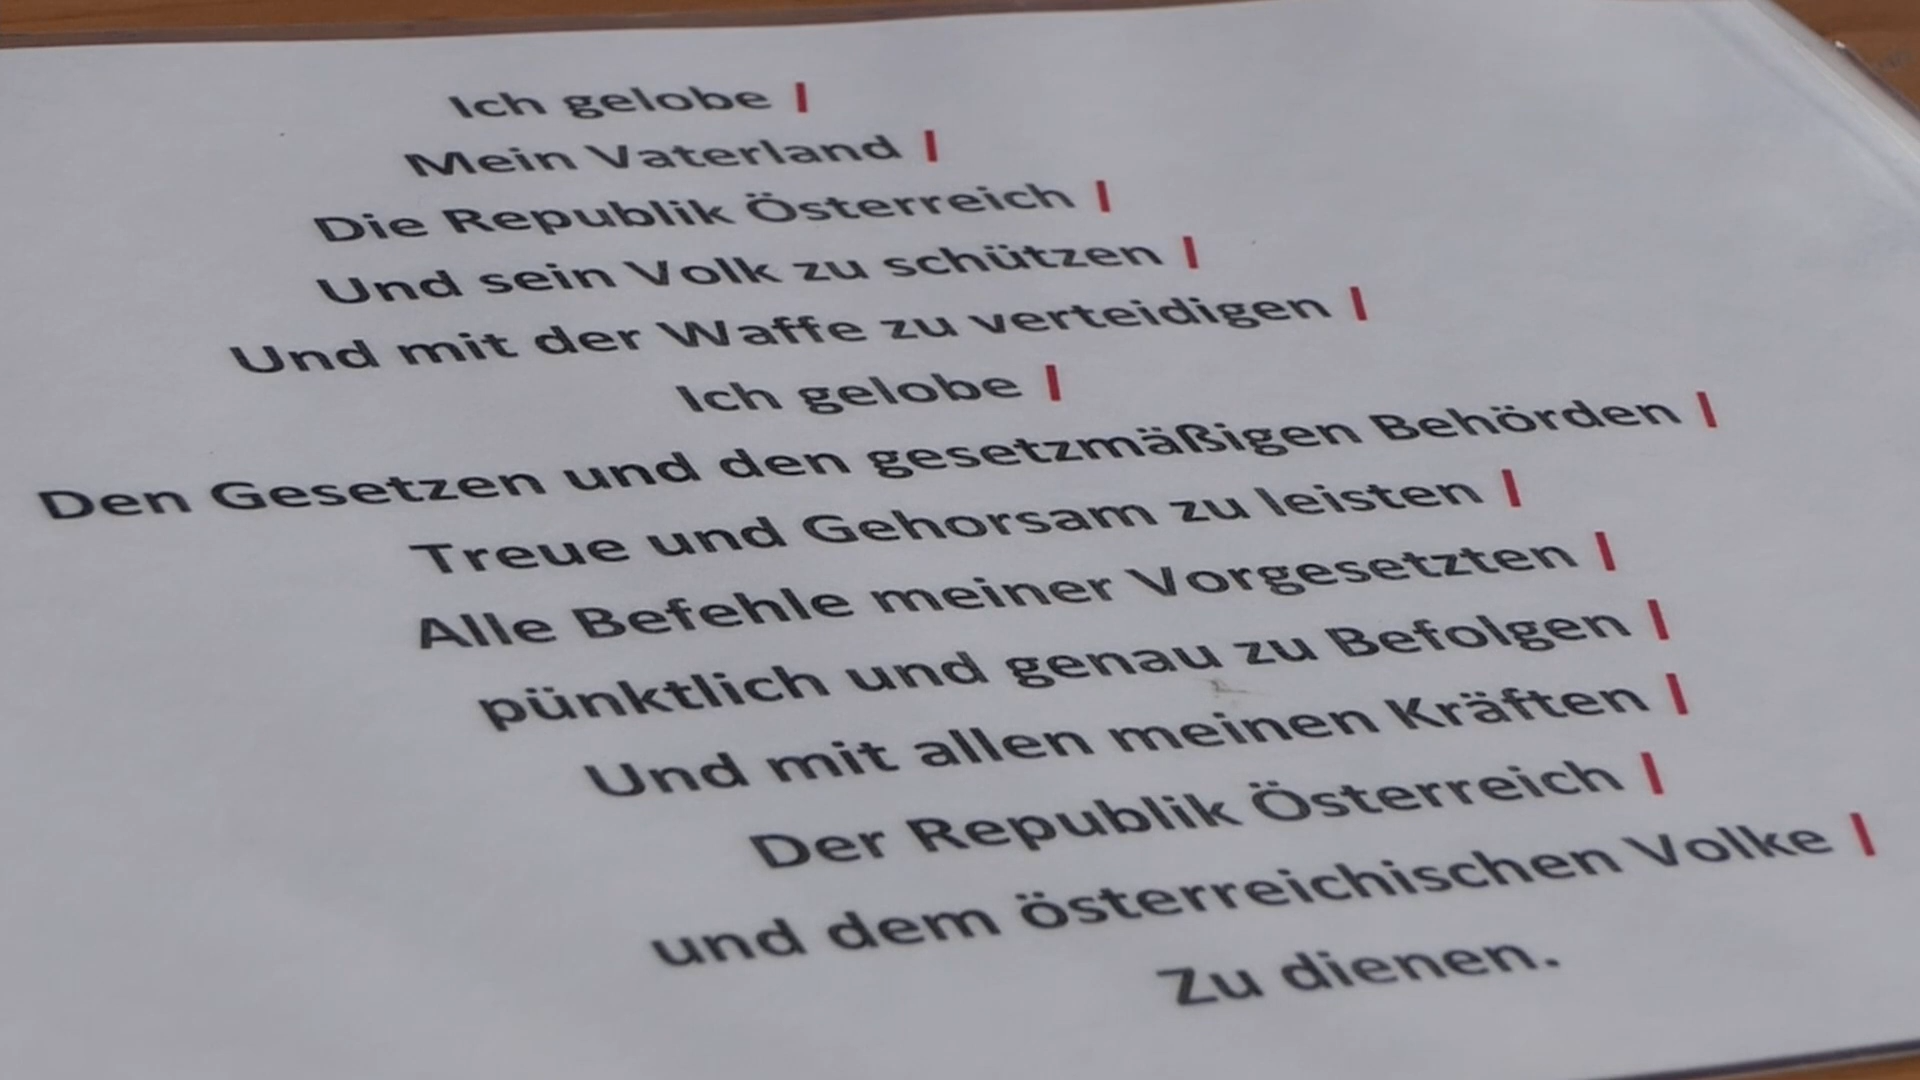 Ich gelobe |
Mein Vaterland |
Die Republik Österreich |
Und sein Volk zu schützen |
Und mit der Waffe zu verteidigen |
Ich gelobe |
Den Gesetzen und den gesetzmäßigen Behörden |
Treue und Gehorsam zu leisten |
Alle Befehle meiner Vorgesetzten |
pünktlich und genau zu Befolgen |
Und mit allen meinen Kräften |
Der Republik Österreich |
und dem österreichischen Volke |
Zu dienen.